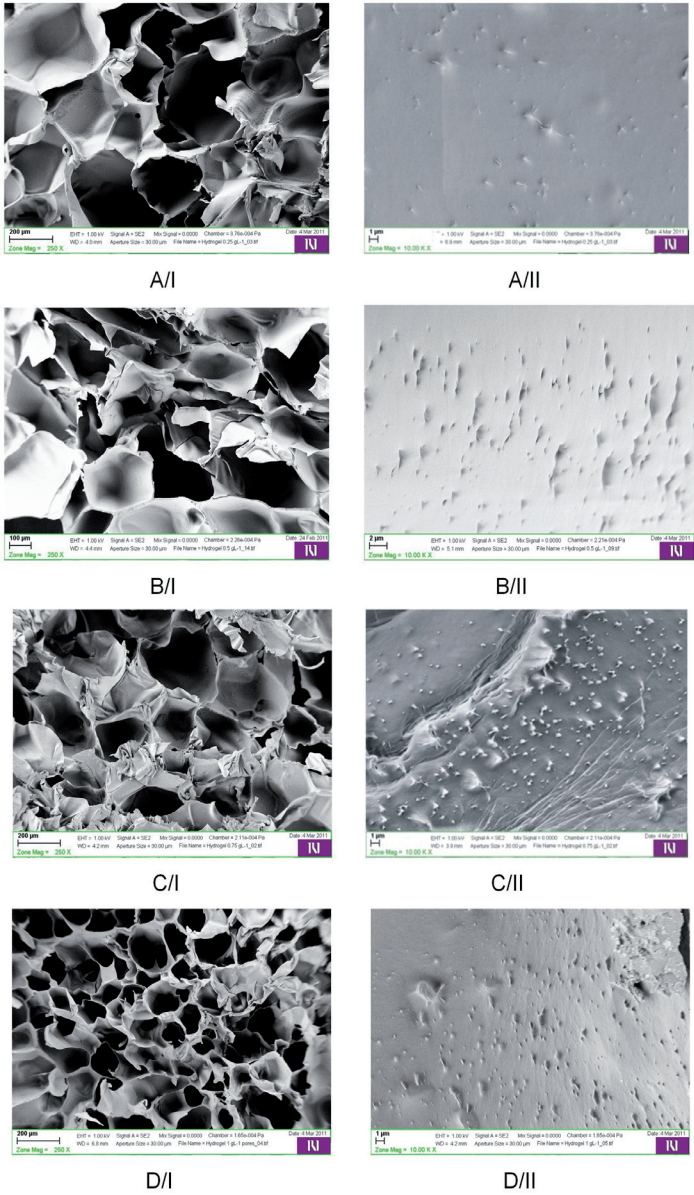 200 µm EHT = 1.00 kV Signal A = SE2 Mix Signal = 0.0000 Chamber = 3.76e-004 Pa Date :4 Mar 2011
Zone Mag = 250 X WD = 4.0 mm Aperture Size = 30.00 µm File Name = Hydrogel 0.25 gL-1_03.tif
A/I
1 µm = 1.00 kV Signal A = SE2 Mix Signal = 0.0000 Chamber = 3.76e-004 Pa Date :4 Mar 2011
Zone Mag = 10.00 K X Aperture Size = 30.00 µm File Name = Hydrogel 0.25 gL-1_03.tif
A/II
100 µm EHT = 1.00 kV Signal A = SE2 Mix Signal = 0.0000 Chamber = 2.26e-004 Pa Date :24 Feb 2011
Zone Mag = 250 X WD = 4.4 mm Aperture Size = 30.00 µm File Name = Hydrogel 0.5 gL-1_14.tif
B/I
2 µm EHT = 1.00 kV Signal A = SE2 Mix Signal = 0.0000 Chamber = 2.21e-004 Pa Date :4 Mar 2011
Zone Mag = 10.00 K X WD = 5.1 mm Aperture Size = 30.00 µm File Name = Hydrogel 0.5 gL-1_09.tif
B/II
200 µm EHT = 1.00 kV Signal A = SE2 Mix Signal = 0.0000 Chamber = 2.11e-004 Pa Date :4 Mar 2011
Zone Mag = 250 X WD = 4.2 mm Aperture Size = 30.00 µm File Name = Hydrogel 0.75 gL-1_02.tif
C/I
1 µm EHT = 1.00 kV Signal A = SE2 Mix Signal = 0.0000 Chamber = 2.11e-004 Pa Date :4 Mar 2011
Zone Mag = 10.00 K X WD = 3.9 mm Aperture Size = 30.00 µm File Name = Hydrogel 0.75 gL-1_02.tif
C/II
200 µm EHT = 1.00 kV Signal A = SE2 Mix Signal = 0.0000 Chamber = 1.65e-004 Pa Date :4 Mar 2011
Zone Mag = 250 X WD = 6.8 mm Aperture Size = 30.00 µm File Name = Hydrogel 1 gL-1 pores_04.tif
D/I
1 µm EHT = 1.00 kV Signal A = SE2 Mix Signal = 0.0000 Chamber = 1.65e-004 Pa Date :4 Mar 2011
Zone Mag = 10.00 K X WD = 4.2 mm Aperture Size = 30.00 µm File Name = Hydrogel 1 gL-1_05.tif
D/II